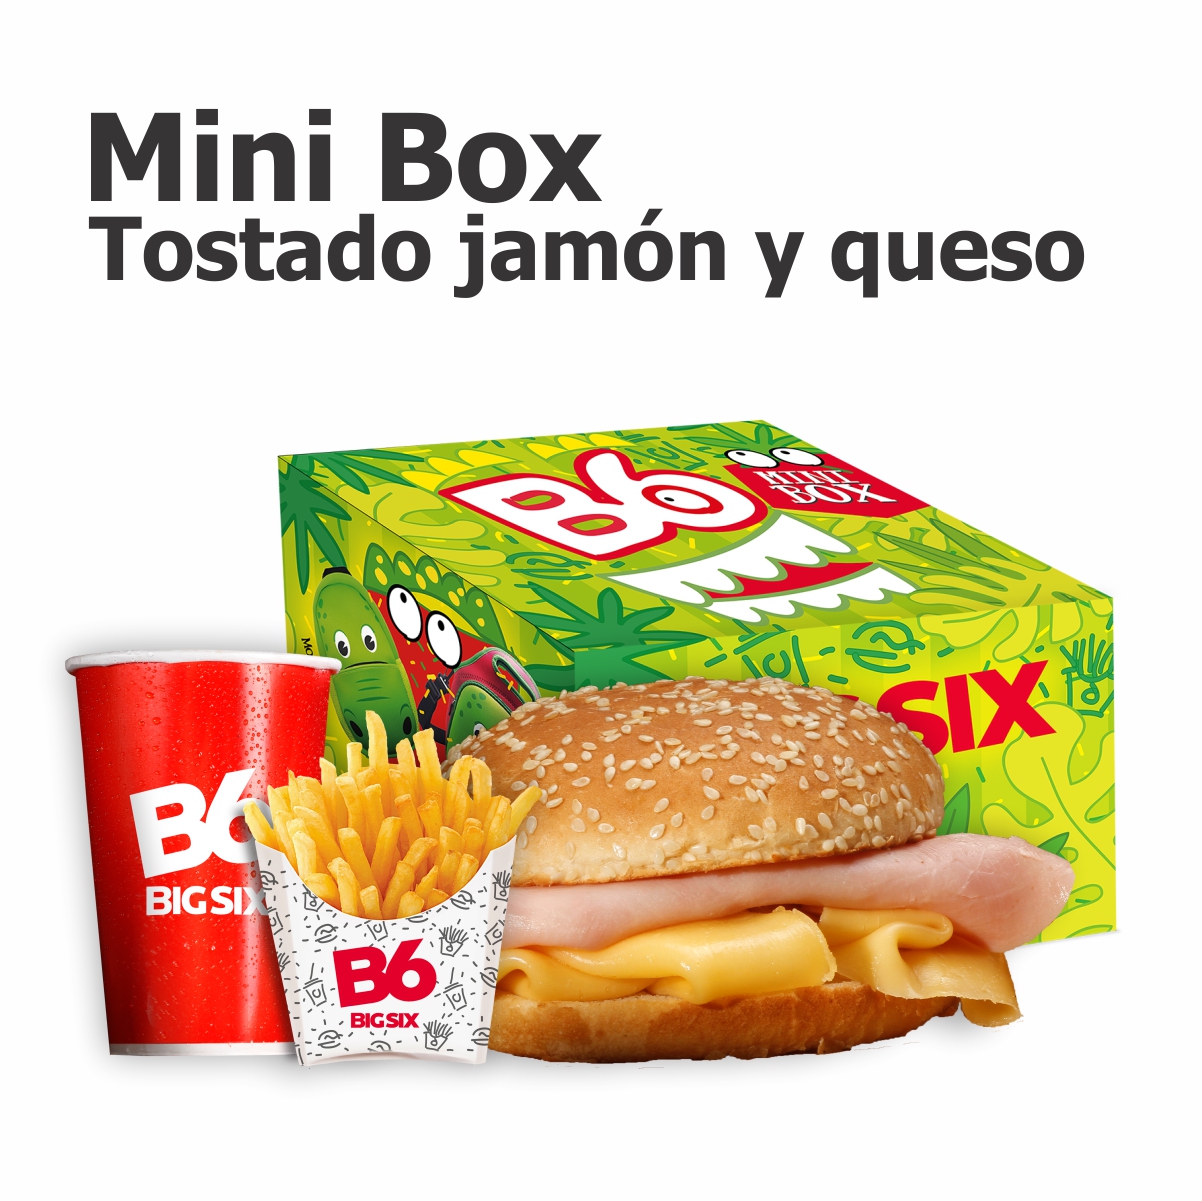 Mini Box
Tostado jamón y queso
B6
MINI
BOX
SIX
B6
BIG SIX
B6
BIG SIX